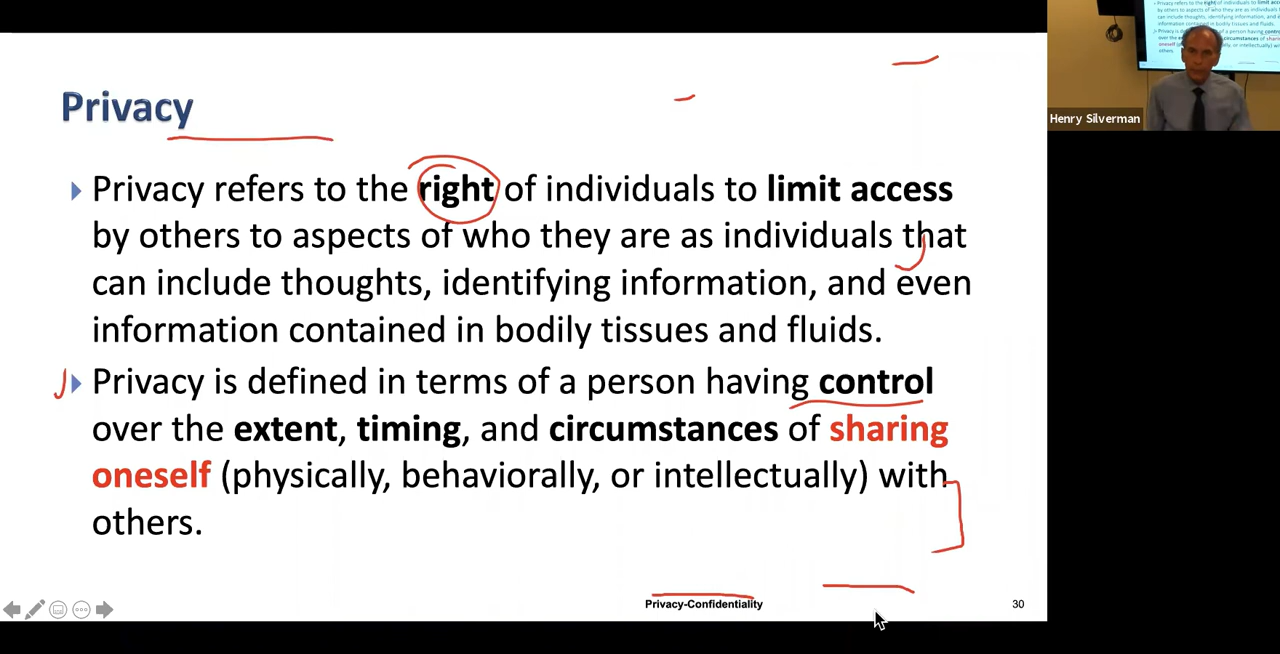 Privacy
Privacy refers to the right of individuals to limit access
by others to aspects of who they are as individuals that
can include thoughts, identifying information, and even
information contained in bodily tissues and fluids.
Privacy is defined in terms of a person having control
over the extent, timing, and circumstances of sharing
oneself (physically, behaviorally, or intellectually) with
others.
Privacy-Confidentiality
30
Henry Silverman